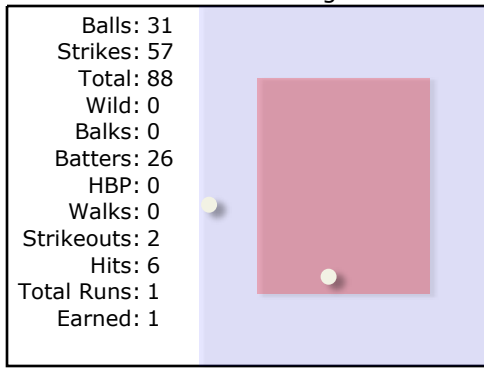 Balls: 31
Strikes: 57
Total: 88
Wild: 0
Balks: 0
Batters: 26
HBP: 0
Walks: 0
Strikeouts: 2
Hits: 6
Total Runs: 1
Earned: 1